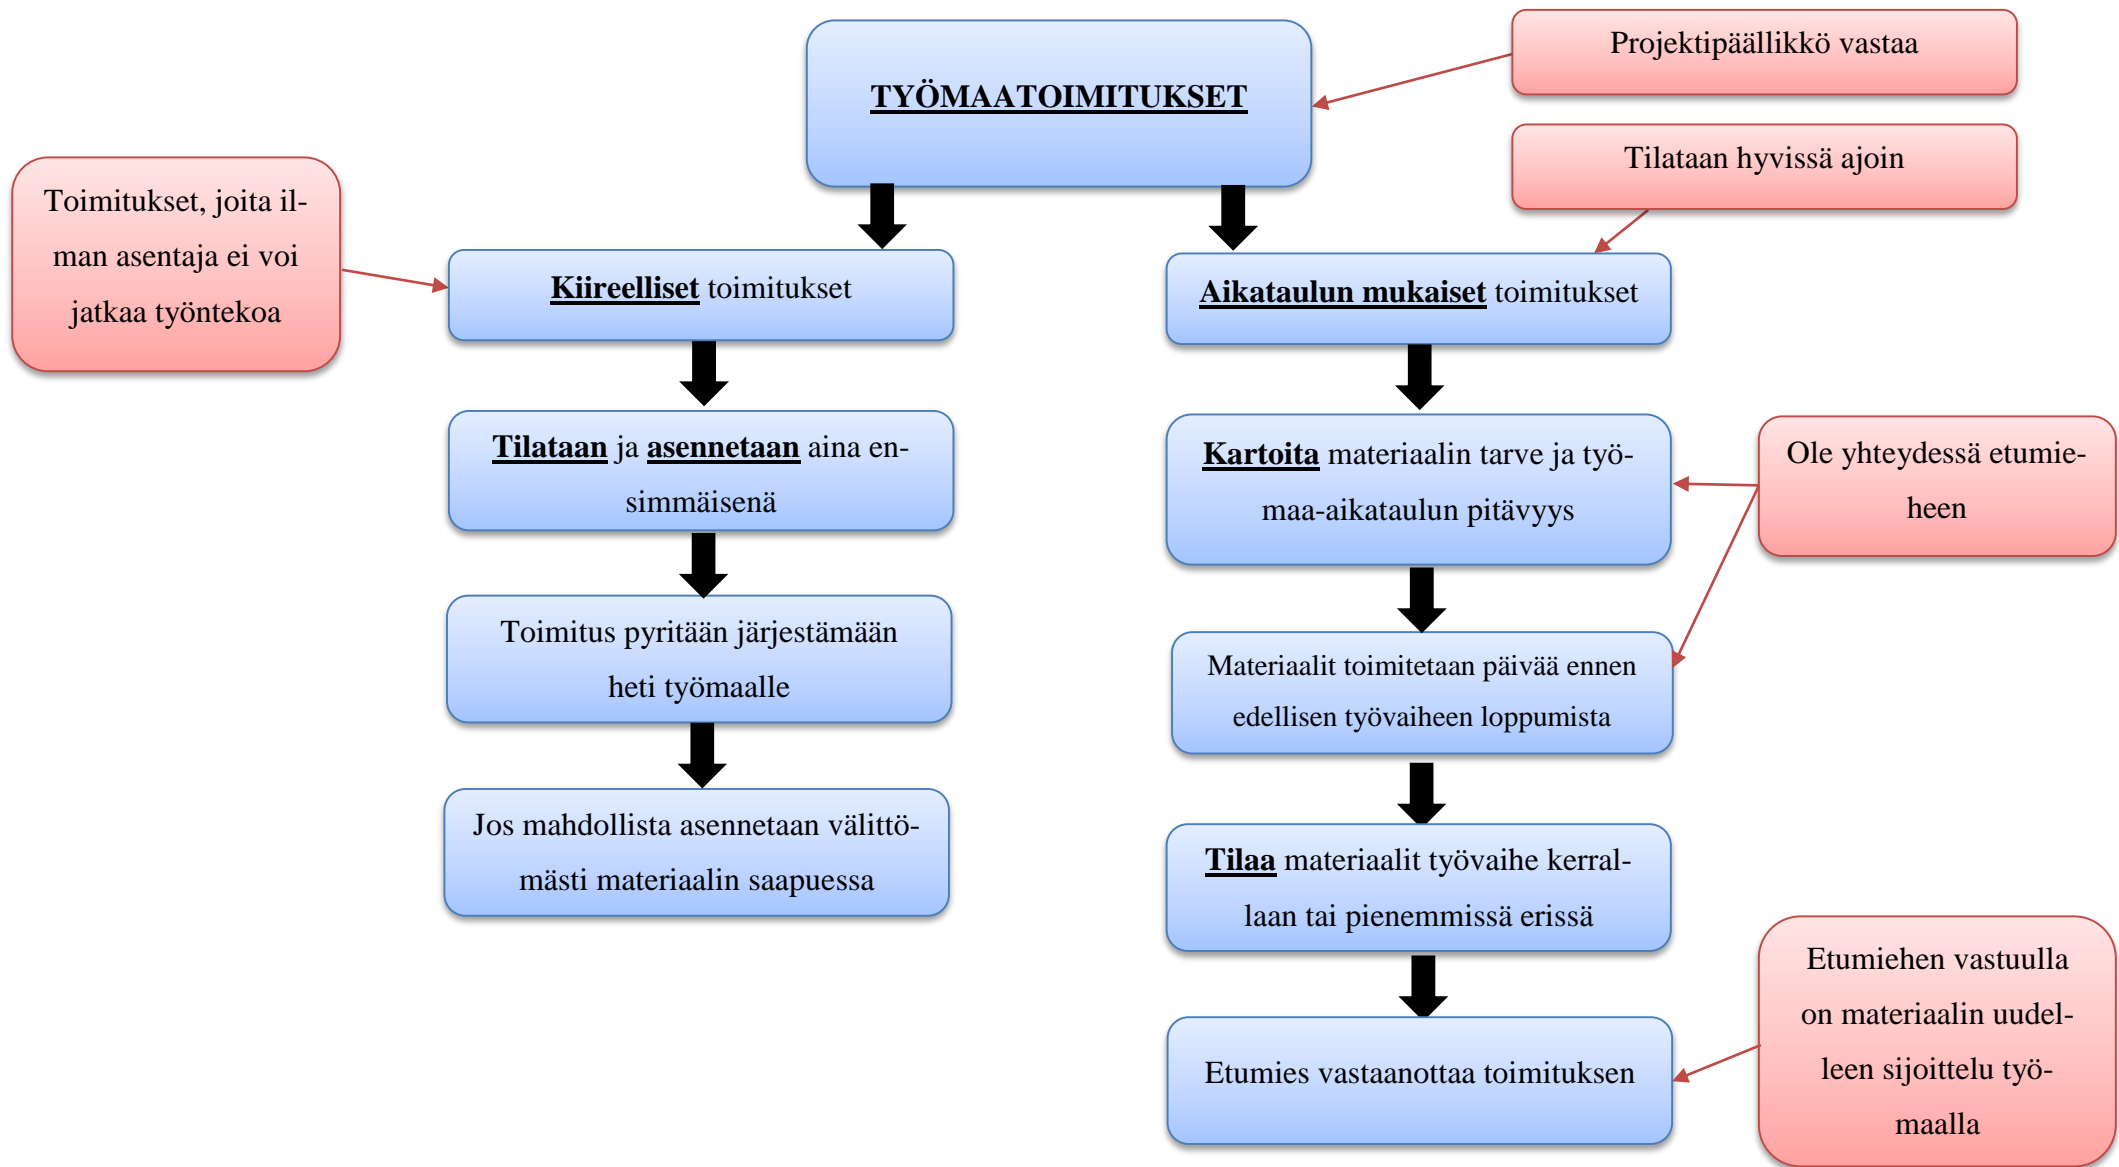 TYÖMAATOIMITUKSET
Projektipäällikkö vastaa
Tilataan hyvissä ajoin
Toimitukset, joita il-
man asentaja ei voi
jatkaa työntekoa
Kiireelliset toimitukset
Tilataan ja asennetaan aina en-
simmäisenä
Toimitus pyritään järjestämään
heti työmaalle
Jos mahdollista asennetaan välittö-
mästi materiaalin saapuessa
Aikataulun mukaiset toimitukset
Kartoita materiaalin tarve ja työ-
maa-aikataulun pitävyys
Ole yhteydessä etumie-
heen
Materiaalit toimitetaan päivää ennen
edellisen työvaiheen loppumista
Tilaa materiaalit työvaihe kerral-
laan tai pienemmissä erissä
Etumies vastaanottaa toimituksen
Etumiehen vastuulla
on materiaalin uudel-
leen sijoittelu työ-
maalla